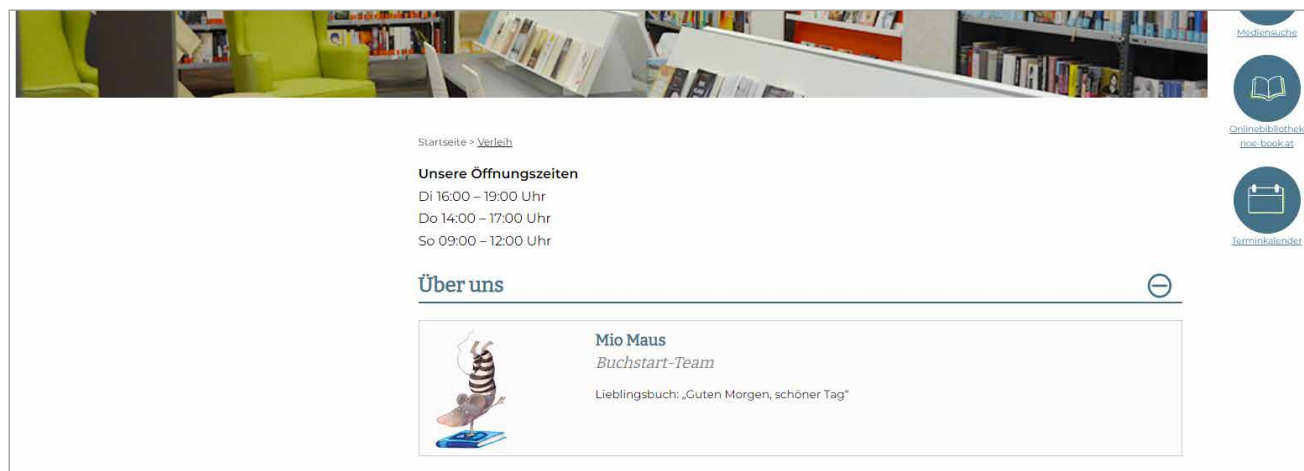 Mediensuche
Onlinebibliothek
noe-book.at
Terminkalender
Startseite > Verleih
Unsere Öffnungszeiten
Di 16:00 – 19:00 Uhr
Do 14:00 – 17:00 Uhr
So 09:00 – 12:00 Uhr
Über uns
Mio Maus
Buchstart-Team
Lieblingsbuch: „Guten Morgen, schöner Tag“